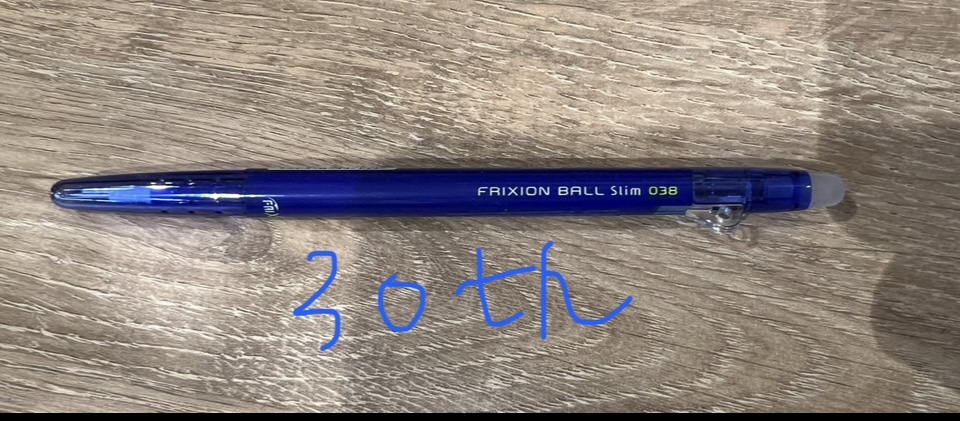 FRIXION BALL Slim 038
30th